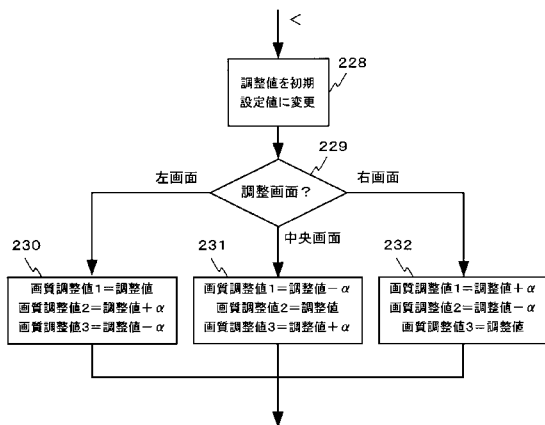 <
228
調整値を初期
設定値に変更
229
調整画面?
左画面
右画面
中央画面
230
画質調整値1=調整値
画質調整値2=調整値+α
画質調整値3=調整値-α
231
画質調整値1=調整値-α
画質調整値2=調整値
画質調整値3=調整値+α
232
画質調整値1=調整値+α
画質調整値2=調整値-α
画質調整値3=調整値